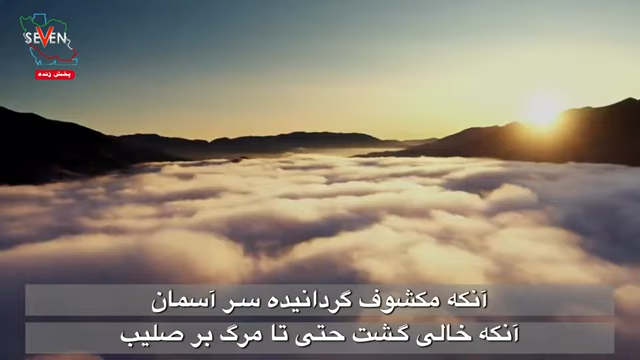 SEVEN
پخش زنده
آنکه مکشوف گردانیده سر آسمان
آنکه خالی گشت حتی تا مرگ بر صلیب